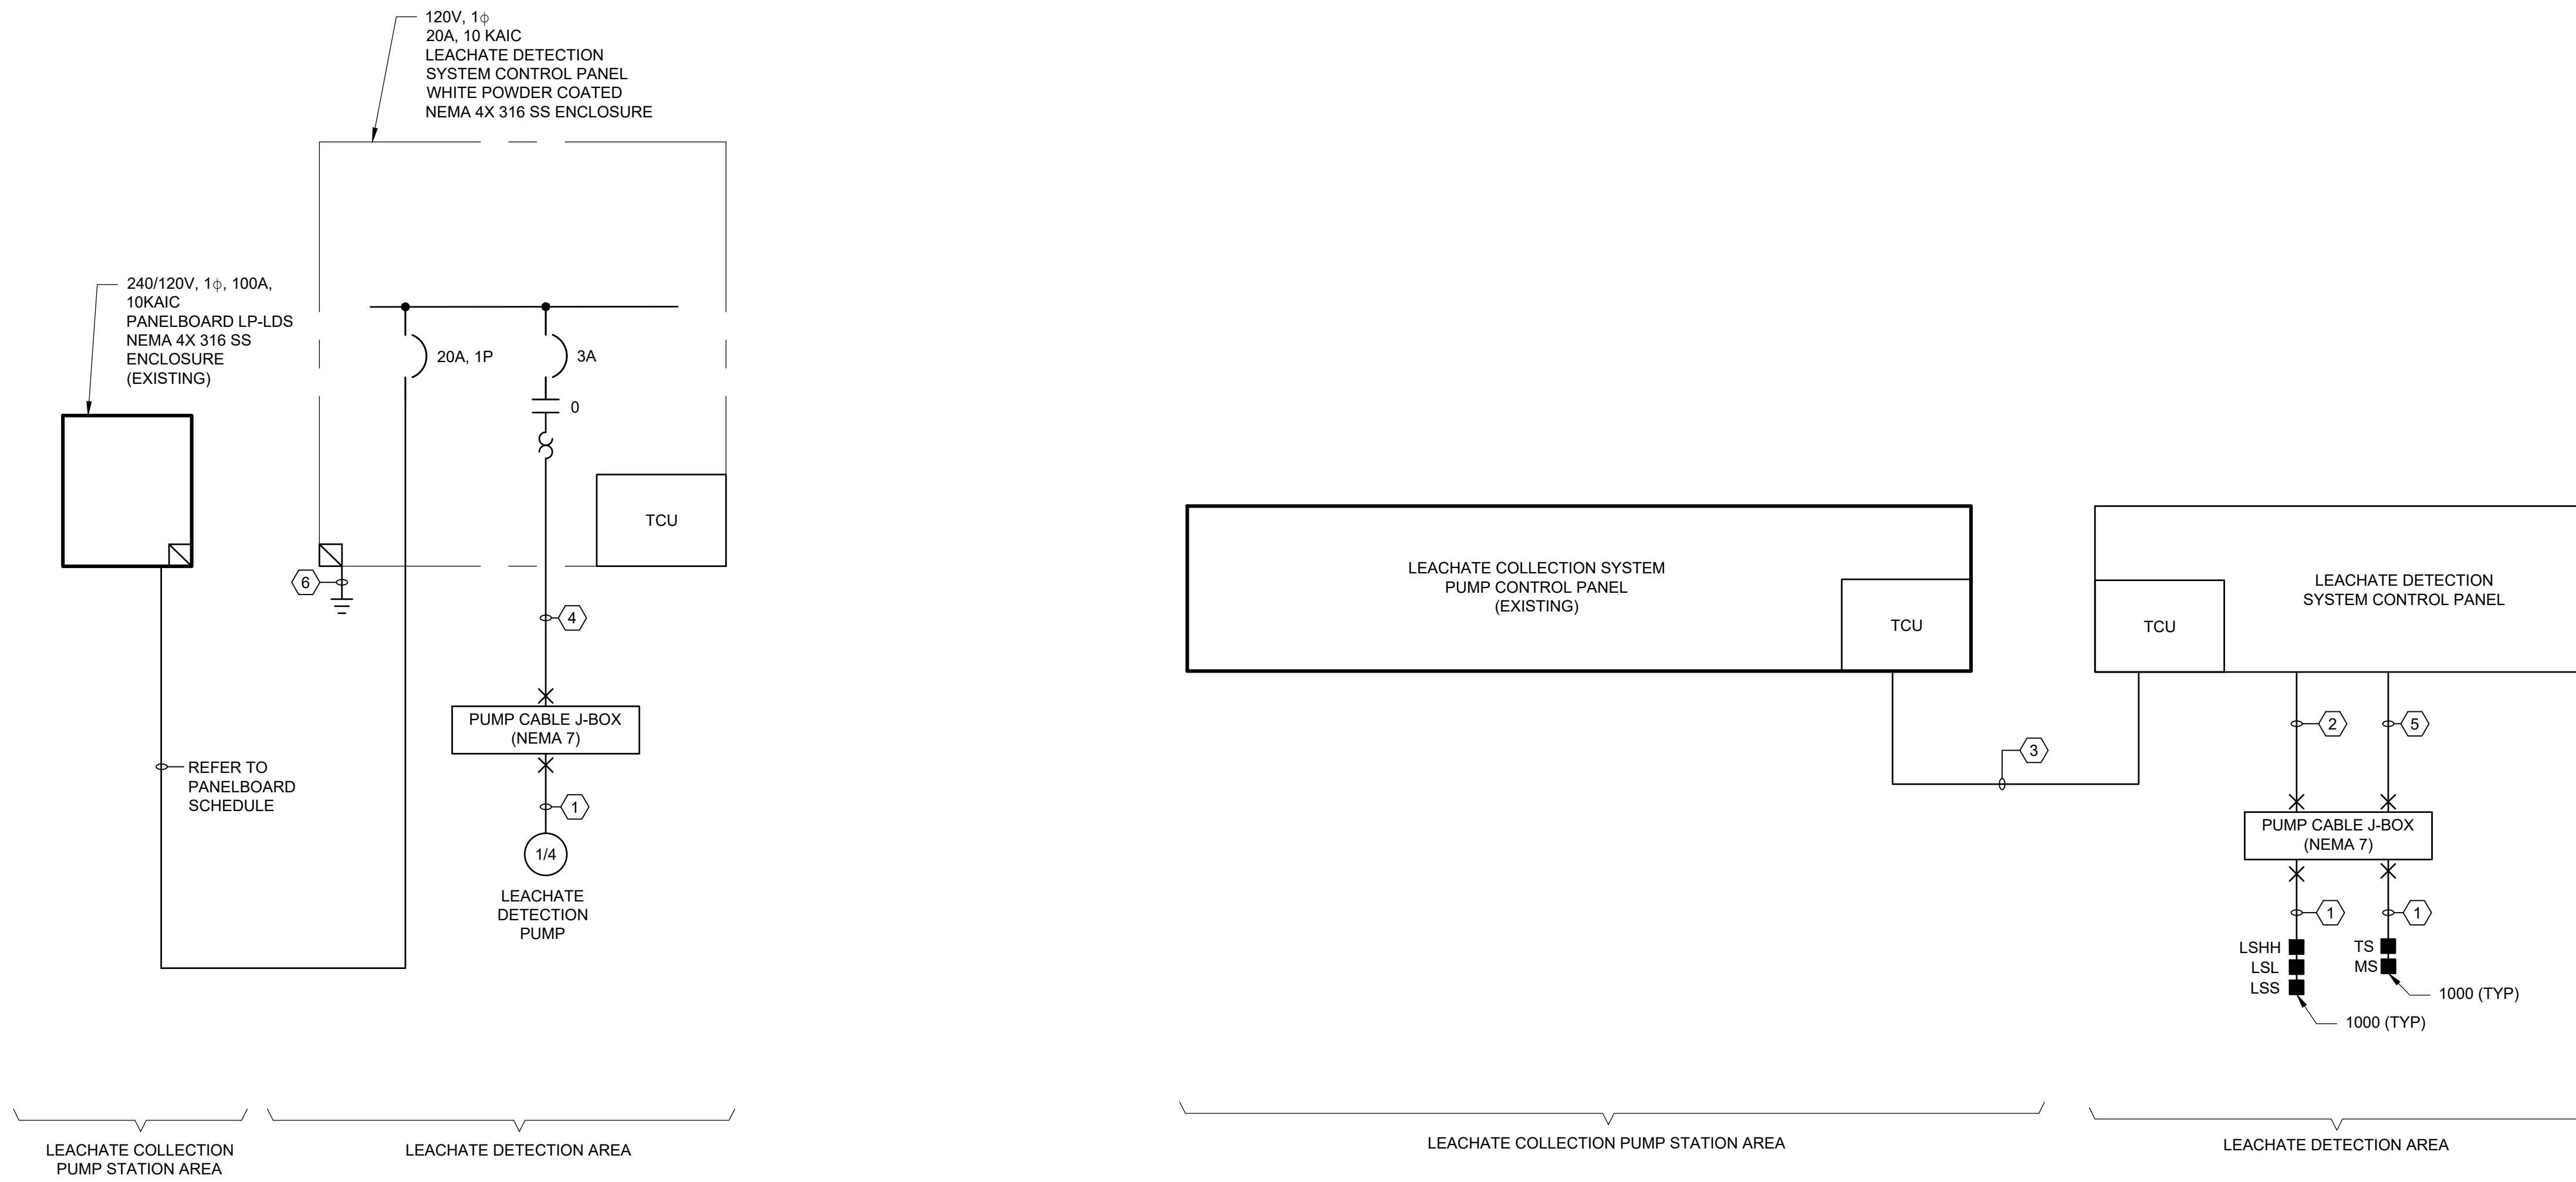 120V, 1ϕ
20A, 10 KAIC
LEACHATE DETECTION
SYSTEM CONTROL PANEL
WHITE POWDER COATED
NEMA 4X 316 SS ENCLOSURE
240/120V, 1ϕ, 100A,
10KAIC
PANELBOARD LP-LDS
NEMA 4X 316 SS
ENCLOSURE
(EXISTING)
20A, 1P
3A
0
TCU
6
4
PUMP CABLE J-BOX
(NEMA 7)
REFER TO
PANELBOARD
SCHEDULE
1
1/4
LEACHATE
DETECTION
PUMP
LEACHATE COLLECTION
PUMP STATION AREA
LEACHATE DETECTION AREA
LEACHATE COLLECTION SYSTEM
PUMP CONTROL PANEL
(EXISTING)
TCU
TCU
LEACHATE DETECTION
SYSTEM CONTROL PANEL
3
2
5
PUMP CABLE J-BOX
(NEMA 7)
1
1
LSHH
LSL
LSS
TS
MS
1000 (TYP)
1000 (TYP)
LEACHATE COLLECTION PUMP STATION AREA
LEACHATE DETECTION AREA